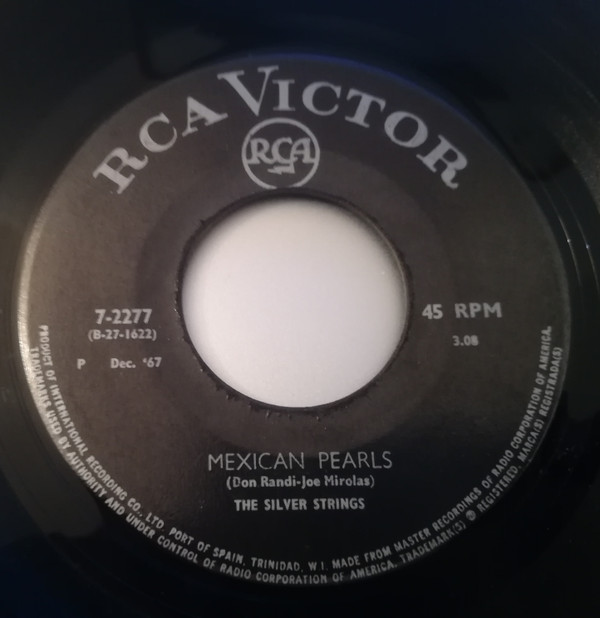 RCA VICTOR
RCA
7-2277
(B-27-1622)
P Dec. '67
45 RPM
3.08
MEXICAN PEARLS
(Don Randi-Joe Mirolas)
THE SILVER STRINGS
PRODUCT OF INTERNATIONAL RECORDING CO., LTD. PORT OF SPAIN, TRINIDAD, W.I. MADE FROM MASTER RECORDINGS OF RADIO CORPORATION OF AMERICA.
TRADEMARKS USED BY AUTHORITY AND UNDER CONTROL OF RADIO CORPORATION OF AMERICA, TRADEMARK(S) ® REGISTERED, MARCA(S) REGISTRADA(S)